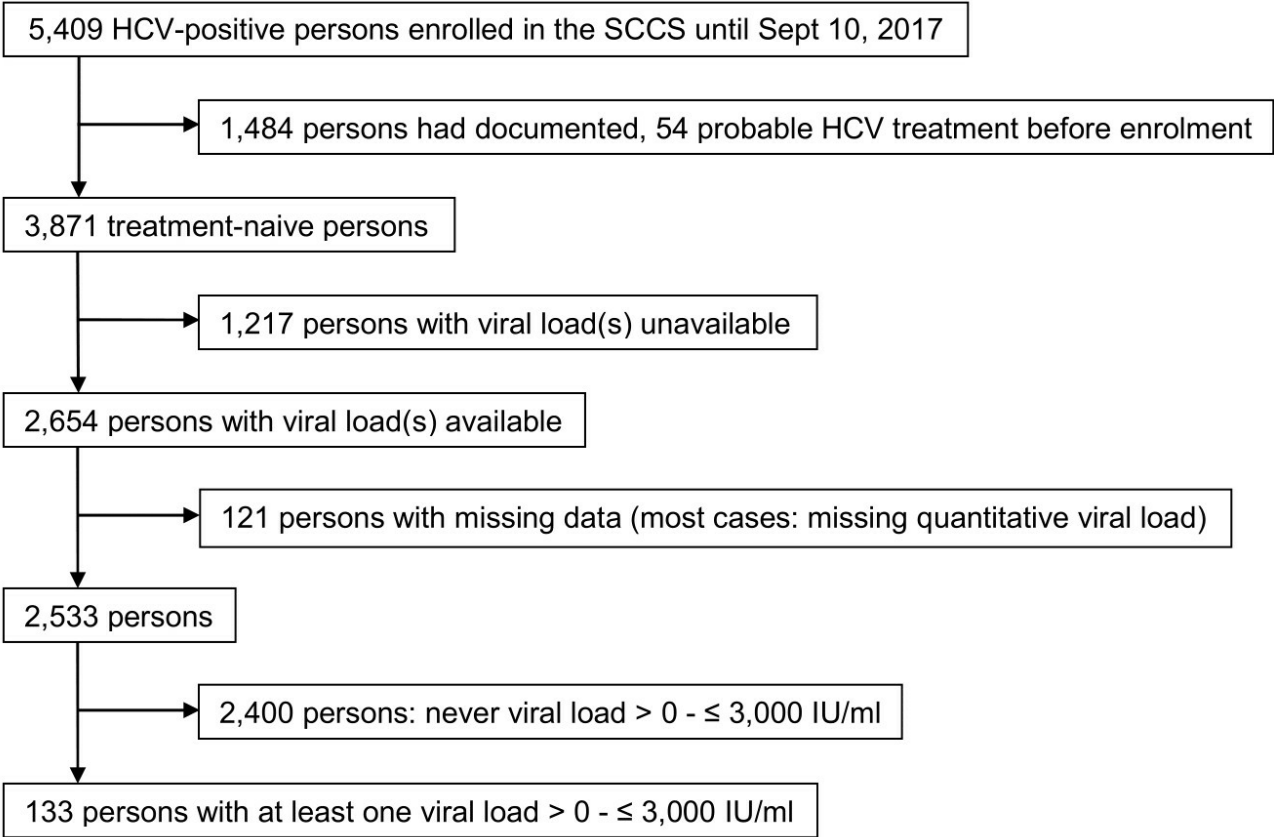 5,409 HCV-positive persons enrolled in the SCCS until Sept 10, 2017
1,484 persons had documented, 54 probable HCV treatment before enrolment
3,871 treatment-naive persons
1,217 persons with viral load(s) unavailable
2,654 persons with viral load(s) available
121 persons with missing data (most cases: missing quantitative viral load)
2,533 persons
2,400 persons: never viral load > 0 - ≤ 3,000 IU/ml
133 persons with at least one viral load > 0 - ≤ 3,000 IU/ml